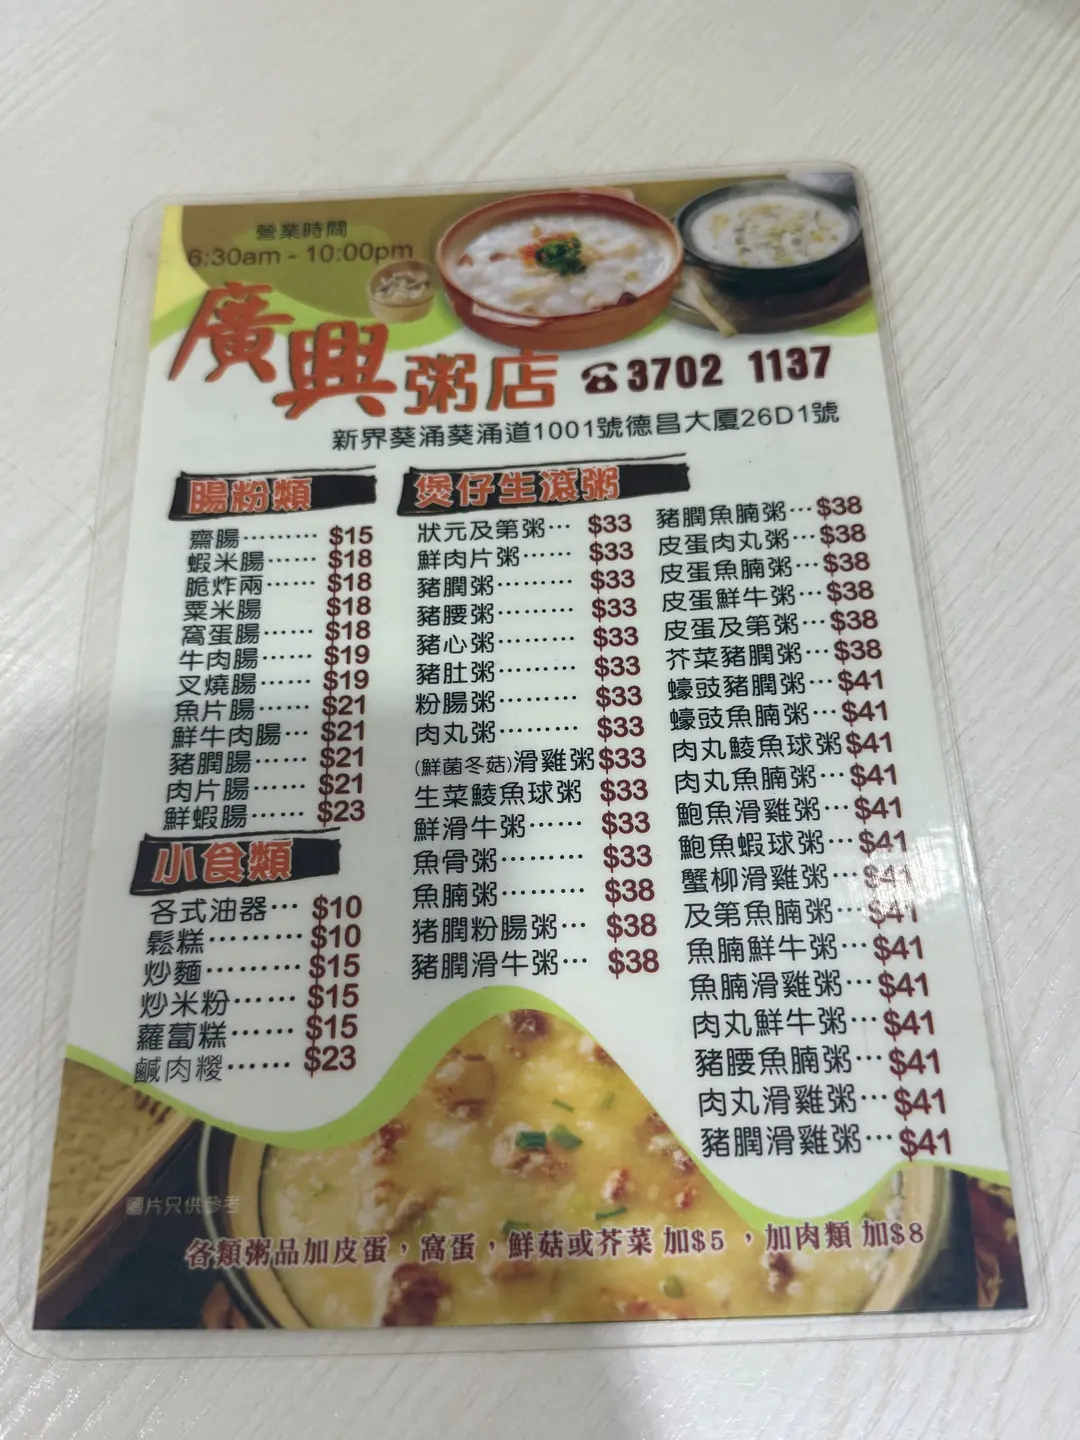 營業時間
6:30am - 10:00pm
廣興粥店 ☎3702 1137
新界葵涌葵涌道1001號德昌大厦26D1號
腸粉類
齋腸……… $15
蝦米腸…… $18
脆炸兩…… $18
粟米腸 $18
窩蛋腸…… $18
牛肉腸…… $19
叉燒腸…… $19
魚片腸…… $21
鮮牛肉腸… $21
豬膶腸…… $21
肉片腸…… $21
鮮蝦腸…… $23
小食類
各式油器… $10
鬆糕……… $10
炒麵……… $15
炒米粉…… $15
蘿蔔糕…… $15
鹹肉糉…… $23
煲仔生滾粥
狀元及第粥… $33
鮮肉片粥…… $33
豬膶粥……… $33
豬腰粥……… $33
豬心粥……… $33
豬肚粥……… $33
粉腸粥……… $33
肉丸粥……… $33
(鮮菌冬菇)滑雞粥 $33
生菜鯪魚球粥 $33
鮮滑牛粥…… $33
魚骨粥……… $33
魚腩粥……… $38
猪膶粉腸粥… $38
豬膶滑牛粥… $38
豬膶魚腩粥… $38
皮蛋肉丸粥… $38
皮蛋魚腩粥… $38
皮蛋鮮牛粥… $38
皮蛋及第粥… $38
芥菜豬膶粥… $38
蠔豉豬膶粥… $41
蠔豉魚腩粥… $41
肉丸鯪魚球粥 $41
肉丸魚腩粥… $41
鮑魚滑雞粥… $41
鮑魚蝦球粥… $41
蟹柳滑雞粥… $41
及第魚腩粥… $41
魚腩鮮牛粥… $41
魚腩滑雞粥… $41
肉丸鮮牛粥… $41
豬腰魚腩粥… $41
肉丸滑雞粥… $41
豬膶滑雞粥… $41
圖片只供參考
各類粥品加皮蛋，窩蛋，鮮菇或芥菜 加$5 ，加肉類 加$8